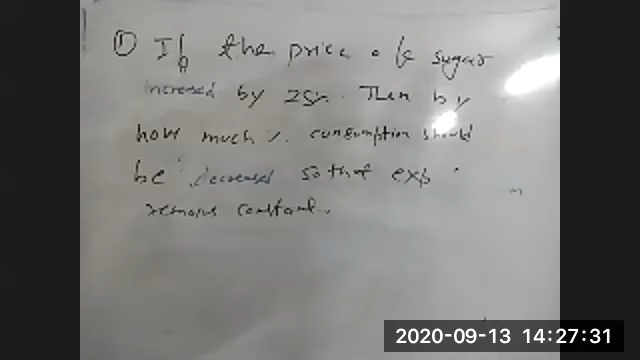 ① If the price of sugar
increased by 25%. Then by
how much %. consumption should
be decreased so that exp.
remains constant.
2020-09-13 14:27:31